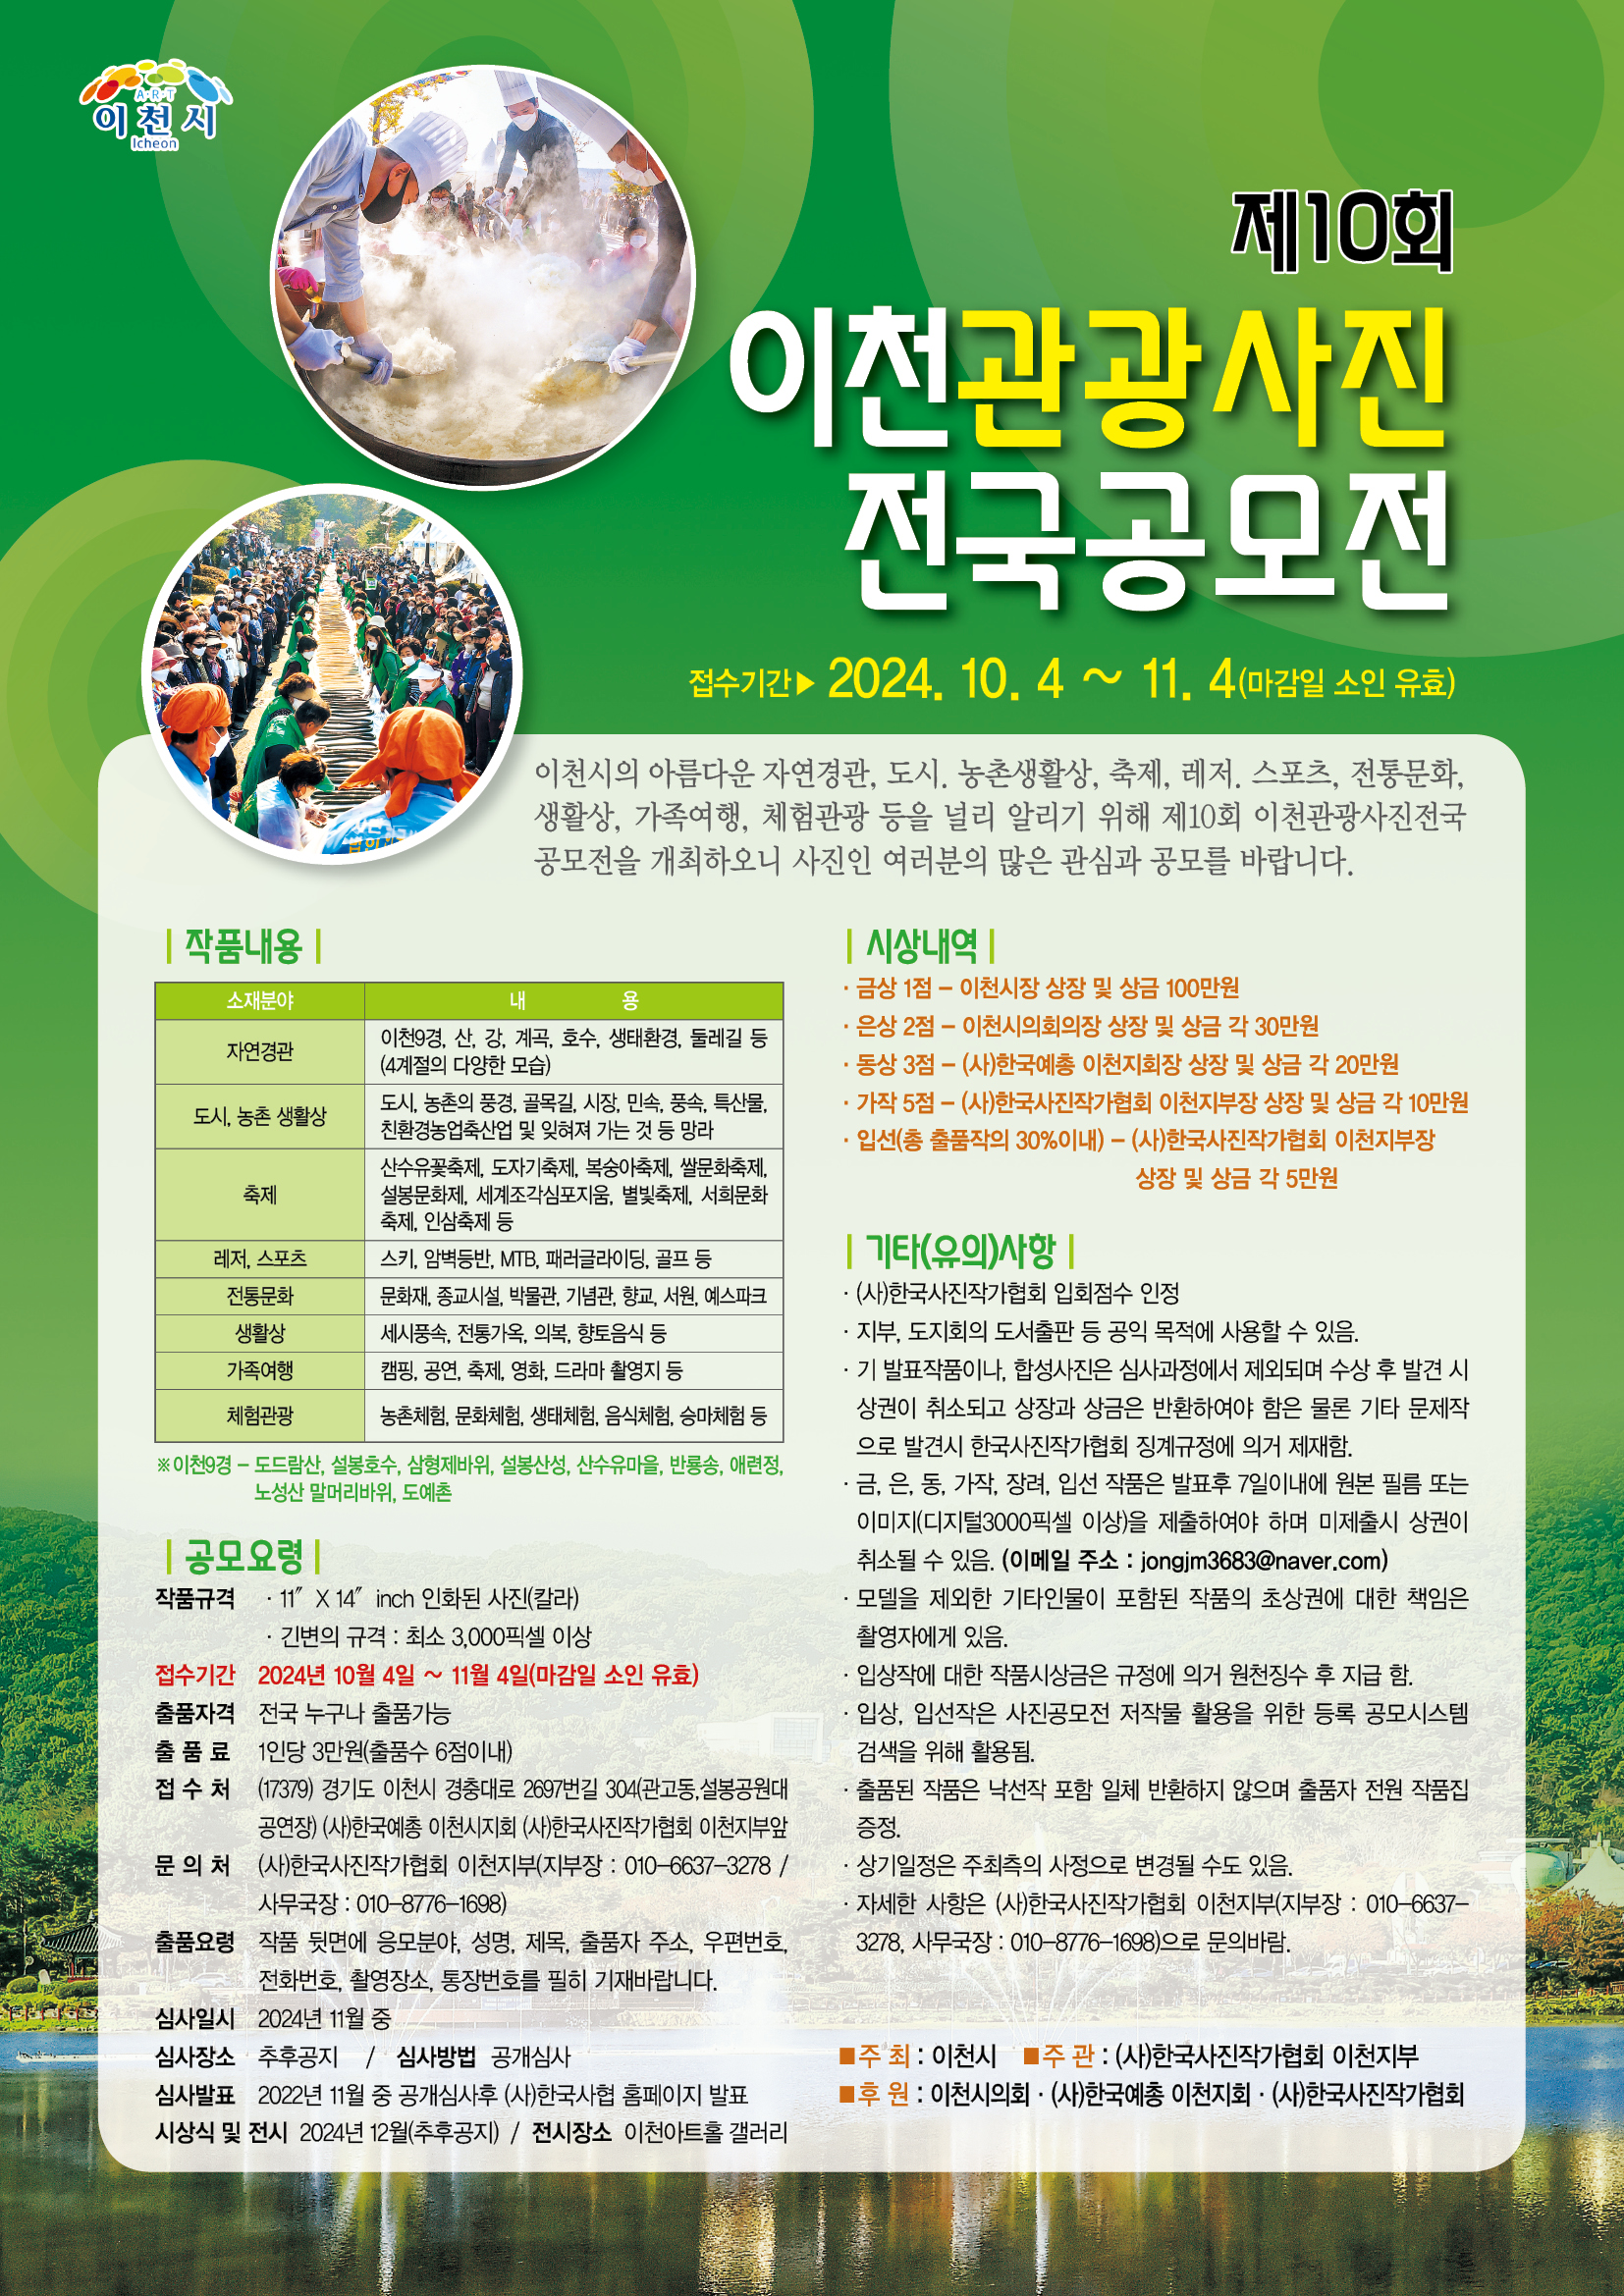 A·R·T
이천시
Icheon
제10회
이천관광사진
전국공모전
접수기간▶ 2024. 10. 4 ~ 11. 4(마감일 소인 유효)
이천시의 아름다운 자연경관, 도시. 농촌생활상, 축제, 레저. 스포츠, 전통문화,
생활상, 가족여행, 체험관광 등을 널리 알리기 위해 제10회 이천관광사진전국
공모전을 개최하오니 사진인 여러분의 많은 관심과 공모를 바랍니다.
| 작품내용 |
소재분야 내 용
자연경관 이천9경, 산, 강, 계곡, 호수, 생태환경, 둘레길 등
(4계절의 다양한 모습)
도시, 농촌 생활상 도시, 농촌의 풍경, 골목길, 시장, 민속, 풍속, 특산물,
친환경농업축산업 및 잊혀져 가는 것 등 망라
축제 산수유꽃축제, 도자기축제, 복숭아축제, 쌀문화축제,
설봉문화제, 세계조각심포지움, 별빛축제, 서희문화
축제, 인삼축제 등
레저, 스포츠 스키, 암벽등반, MTB, 패러글라이딩, 골프 등
전통문화 문화재, 종교시설, 박물관, 기념관, 향교, 서원, 예스파크
생활상 세시풍속, 전통가옥, 의복, 향토음식 등
가족여행 캠핑, 공연, 축제, 영화, 드라마 촬영지 등
체험관광 농촌체험, 문화체험, 생태체험, 음식체험, 승마체험 등
※이천9경 – 도드람산, 설봉호수, 삼형제바위, 설봉산성, 산수유마을, 반룡송, 애련정,
노성산 말머리바위, 도예촌
| 공모요령 |
작품규격 · 11″ X 14″ inch 인화된 사진(칼라)
· 긴변의 규격 : 최소 3,000픽셀 이상
접수기간 2024년 10월 4일 ~ 11월 4일(마감일 소인 유효)
출품자격 전국 누구나 출품가능
출 품 료 1인당 3만원(출품수 6점이내)
접 수 처 (17379) 경기도 이천시 경충대로 2697번길 304(관고동,설봉공원대
공연장) (사)한국예총 이천시지회 (사)한국사진작가협회 이천지부앞
문 의 처 (사)한국사진작가협회 이천지부(지부장 : 010–6637–3278 /
사무국장 : 010–8776–1698)
출품요령 작품 뒷면에 응모분야, 성명, 제목, 출품자 주소, 우편번호,
전화번호, 촬영장소, 통장번호를 필히 기재바랍니다.
심사일시 2024년 11월 중
심사장소 추후공지 / 심사방법 공개심사
심사발표 2022년 11월 중 공개심사후 (사)한국사협 홈페이지 발표
시상식 및 전시 2024년 12월(추후공지) / 전시장소 이천아트홀 갤러리
| 시상내역 |
· 금상 1점 – 이천시장 상장 및 상금 100만원
· 은상 2점 – 이천시의회의장 상장 및 상금 각 30만원
· 동상 3점 – (사)한국예총 이천지회장 상장 및 상금 각 20만원
· 가작 5점 – (사)한국사진작가협회 이천지부장 상장 및 상금 각 10만원
· 입선(총 출품작의 30%이내) – (사)한국사진작가협회 이천지부장
상장 및 상금 각 5만원
| 기타(유의)사항 |
· (사)한국사진작가협회 입회점수 인정
· 지부, 도지회의 도서출판 등 공익 목적에 사용할 수 있음.
· 기 발표작품이나, 합성사진은 심사과정에서 제외되며 수상 후 발견 시
상권이 취소되고 상장과 상금은 반환하여야 함은 물론 기타 문제작
으로 발견시 한국사진작가협회 징계규정에 의거 제재함.
· 금, 은, 동, 가작, 장려, 입선 작품은 발표후 7일이내에 원본 필름 또는
이미지(디지털3000픽셀 이상)을 제출하여야 하며 미제출시 상권이
취소될 수 있음. (이메일 주소 : jongjm3683@naver.com)
· 모델을 제외한 기타인물이 포함된 작품의 초상권에 대한 책임은
촬영자에게 있음.
· 입상작에 대한 작품시상금은 규정에 의거 원천징수 후 지급 함.
· 입상, 입선작은 사진공모전 저작물 활용을 위한 등록 공모시스템
검색을 위해 활용됨.
· 출품된 작품은 낙선작 포함 일체 반환하지 않으며 출품자 전원 작품집
증정.
· 상기일정은 주최측의 사정으로 변경될 수도 있음.
· 자세한 사항은 (사)한국사진작가협회 이천지부(지부장 : 010–6637–
3278, 사무국장 : 010–8776–1698)으로 문의바람.
■주 최 : 이천시 ■주 관 : (사)한국사진작가협회 이천지부
■후 원 : 이천시의회 · (사)한국예총 이천지회 · (사)한국사진작가협회